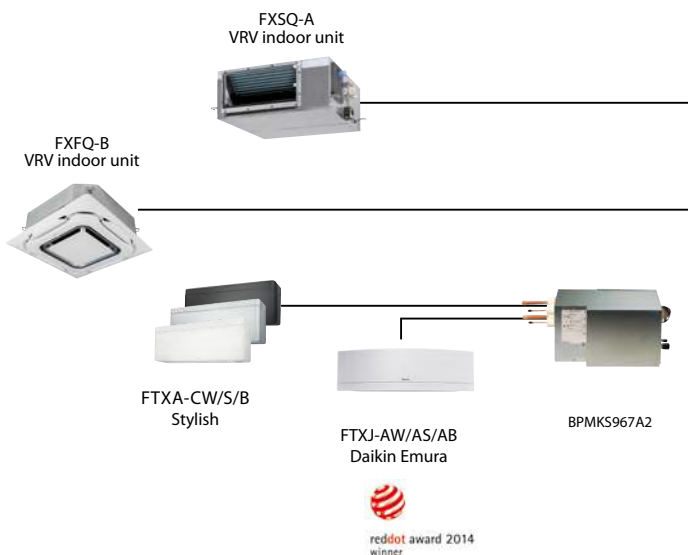 FXSQ-A
VRV indoor unit
FXFQ-B
VRV indoor unit
FTXA-CW/S/B
Stylish
FTXJ-AW/AS/AB
Daikin Emura
BPMKS967A2
reddot award 2014
winner